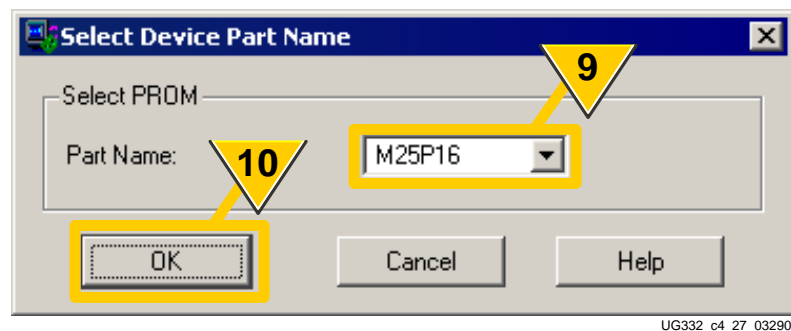 Select Device Part Name
9
Select PROM
Part Name:
10
M25P16
OK
Cancel
Help
UG332_c4_27_03290